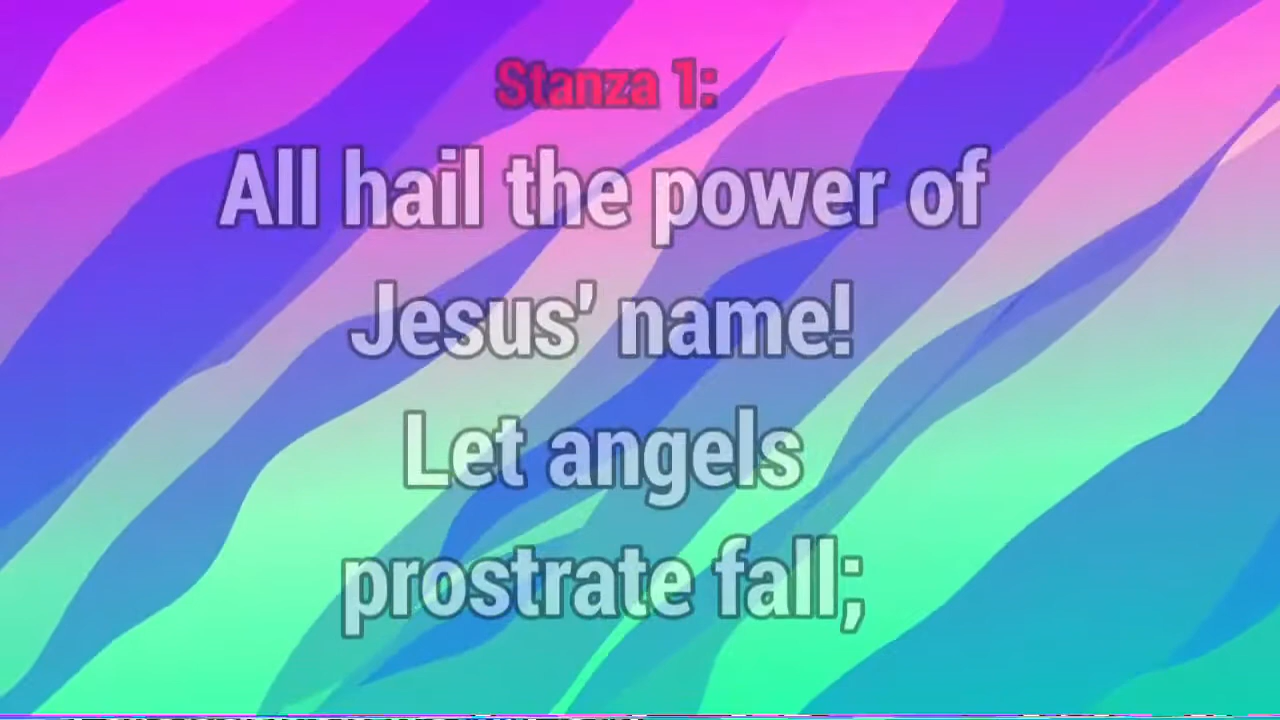 Stanza 1:
All hail the power of
Jesus' name!
Let angels
prostrate fall;